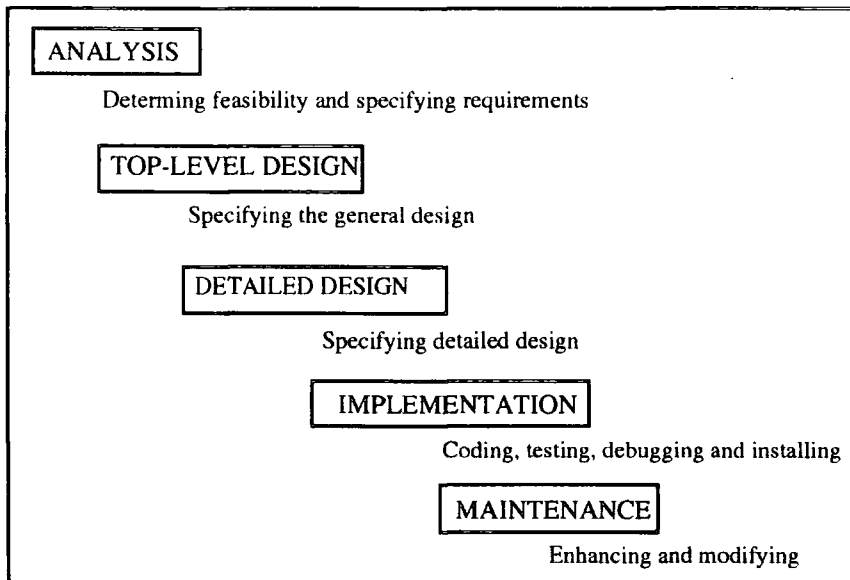 ANALYSIS
Determing feasibility and specifying requirements
TOP-LEVEL DESIGN
Specifying the general design
DETAILED DESIGN
Specifying detailed design
IMPLEMENTATION
Coding, testing, debugging and installing
MAINTENANCE
Enhancing and modifying